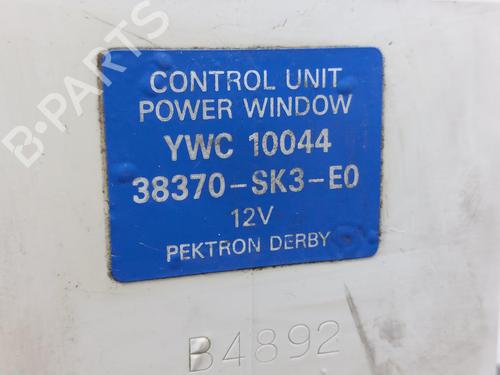 B-PARTS
CONTROL UNIT
POWER WINDOW
YWC 10044
38370-SK3-E0
12V
PEKTRON DERBY
B4892